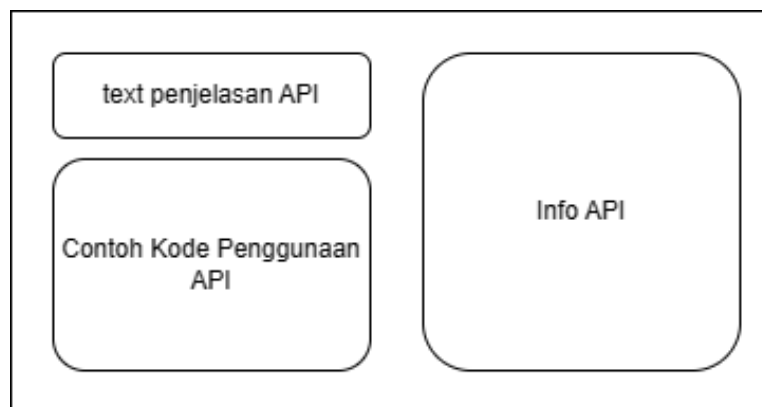 text penjelasan API
Contoh Kode Penggunaan
API
Info API